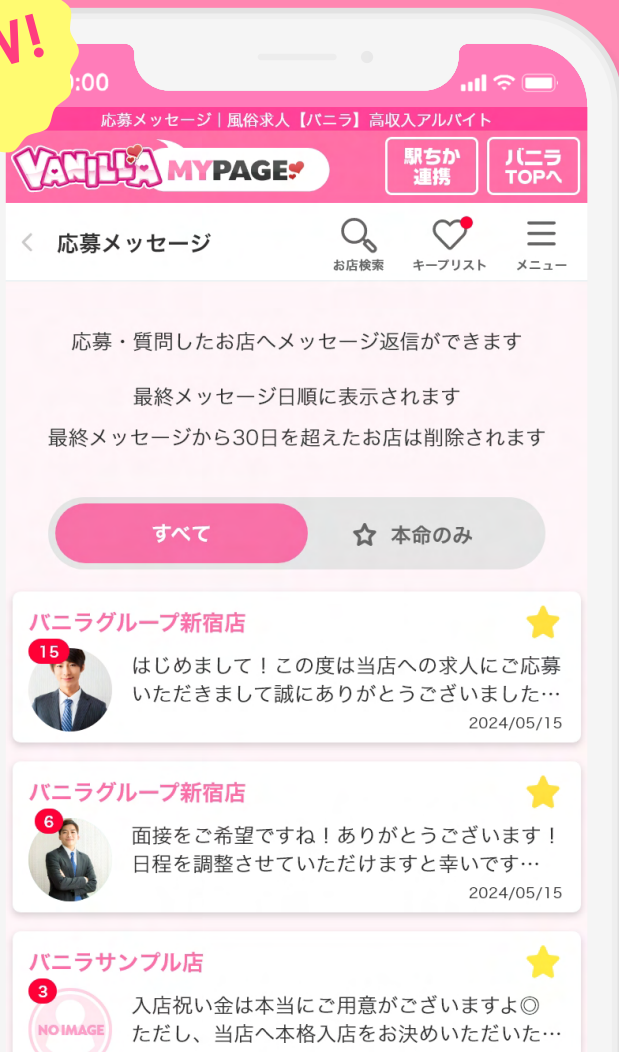 W!
:00
応募メッセージ｜風俗求人【バニラ】高収入アルバイト
VANILLA MYPAGE
駅ちか
連携
バニラ
TOPへ
応募メッセージ
お店検索
キープリスト
メニュー
応募・質問したお店へメッセージ返信ができます
最終メッセージ日順に表示されます
最終メッセージから30日を超えたお店は削除されます
すべて
本命のみ
バニラグループ新宿店
15
はじめまして！この度は当店への求人にご応募
いただきまして誠にありがとうございました…
2024/05/15
バニラグループ新宿店
6
面接をご希望ですね！ありがとうございます！
日程を調整させていただけますと幸いです…
2024/05/15
バニラサンプル店
3
NO IMAGE
入店祝い金は本当にご用意がございますよ◎
ただし、当店へ本格入店をお決めいただいた…